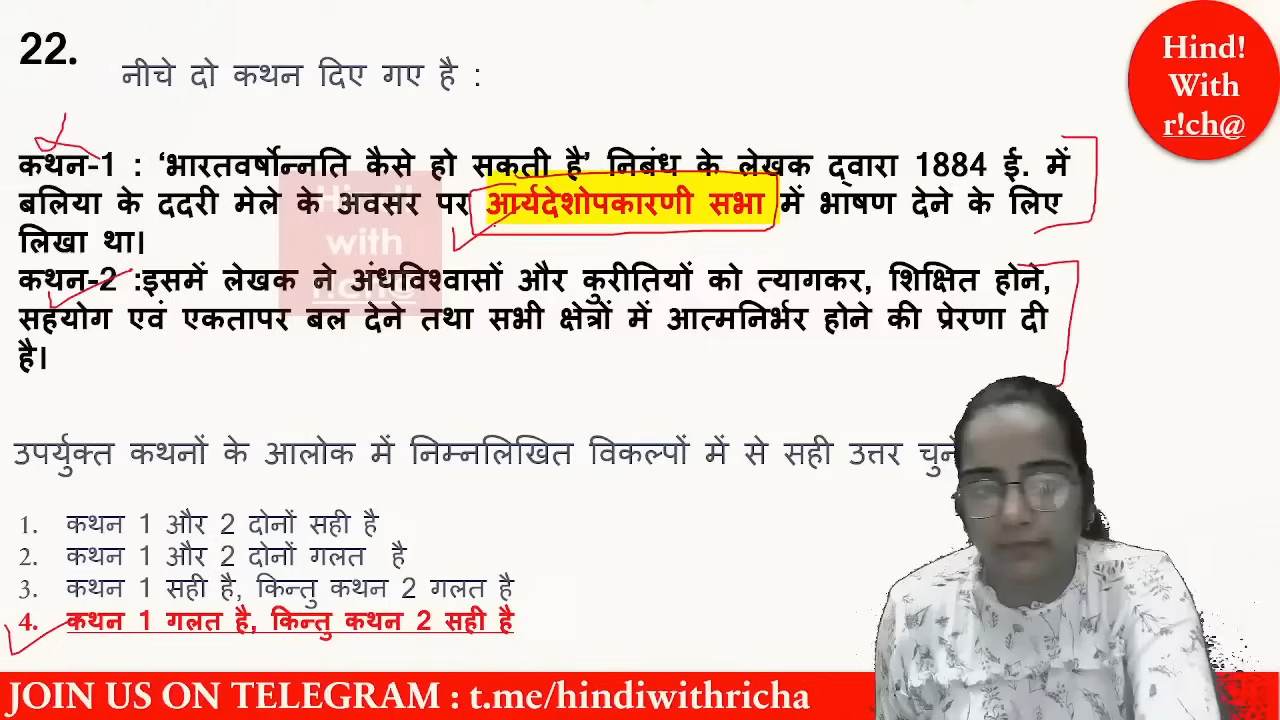 22.
नीचे दो कथन दिए गए है :
Hind!
With
r!ch@
कथन-1 : ‘भारतवर्षोन्नति कैसे हो सकती है’ निबंध के लेखक द्वारा 1884 ई. में
बलिया के ददरी मेले के अवसर पर आर्यदेशोपकारणी सभा में भाषण देने के लिए
लिखा था।
Hind!
with
r!ch@
कथन-2 :इसमें लेखक ने अंधविश्वासों और कुरीतियों को त्यागकर, शिक्षित होने,
सहयोग एवं एकतापर बल देने तथा सभी क्षेत्रों में आत्मनिर्भर होने की प्रेरणा दी
है।
उपर्युक्त कथनों के आलोक में निम्नलिखित विकल्पों में से सही उत्तर चुनें
1. कथन 1 और 2 दोनों सही है
2. कथन 1 और 2 दोनों गलत है
3. कथन 1 सही है, किन्तु कथन 2 गलत है
4. कथन 1 गलत है, किन्तु कथन 2 सही है
JOIN US ON TELEGRAM : t.me/hindiwithricha